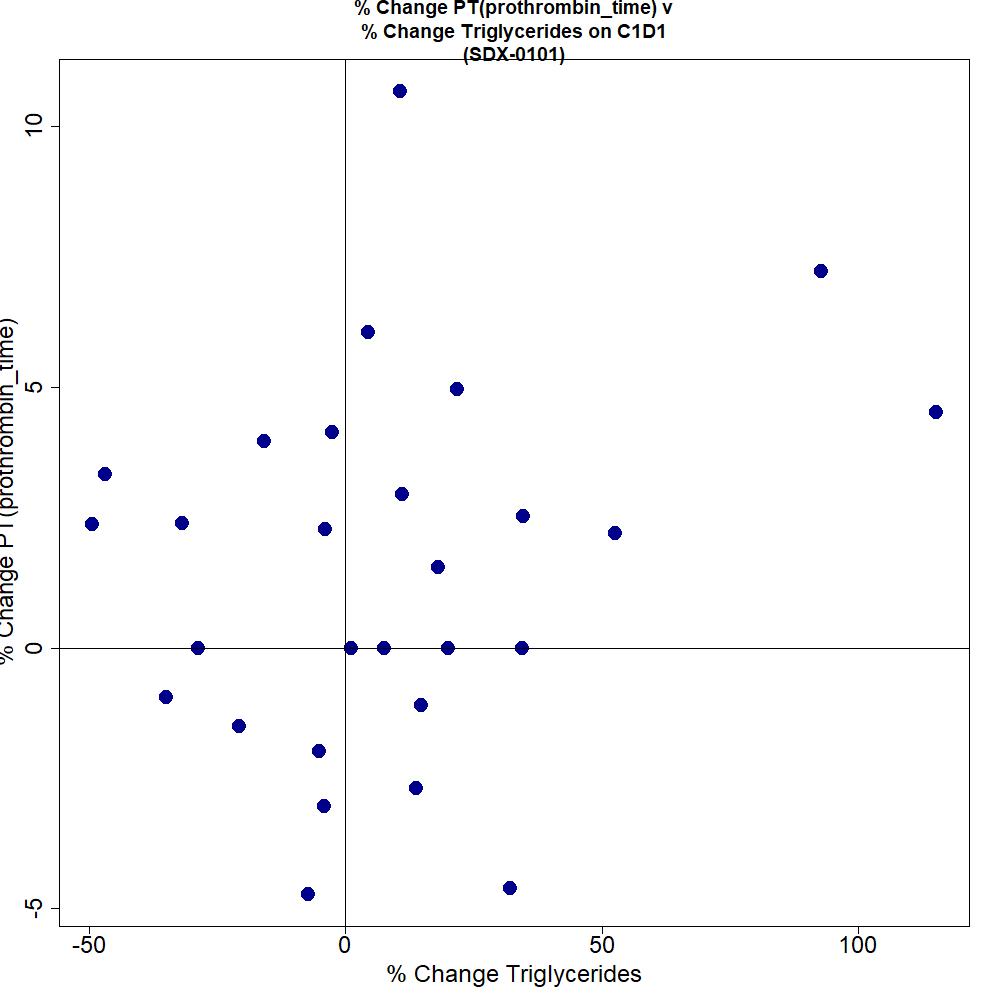 % Change PT(prothrombin_time) v
% Change Triglycerides on C1D1
(SDX-0101)
% Change PT(prothrombin_time)
10
5
0
-5
-50 0 50 100
% Change Triglycerides